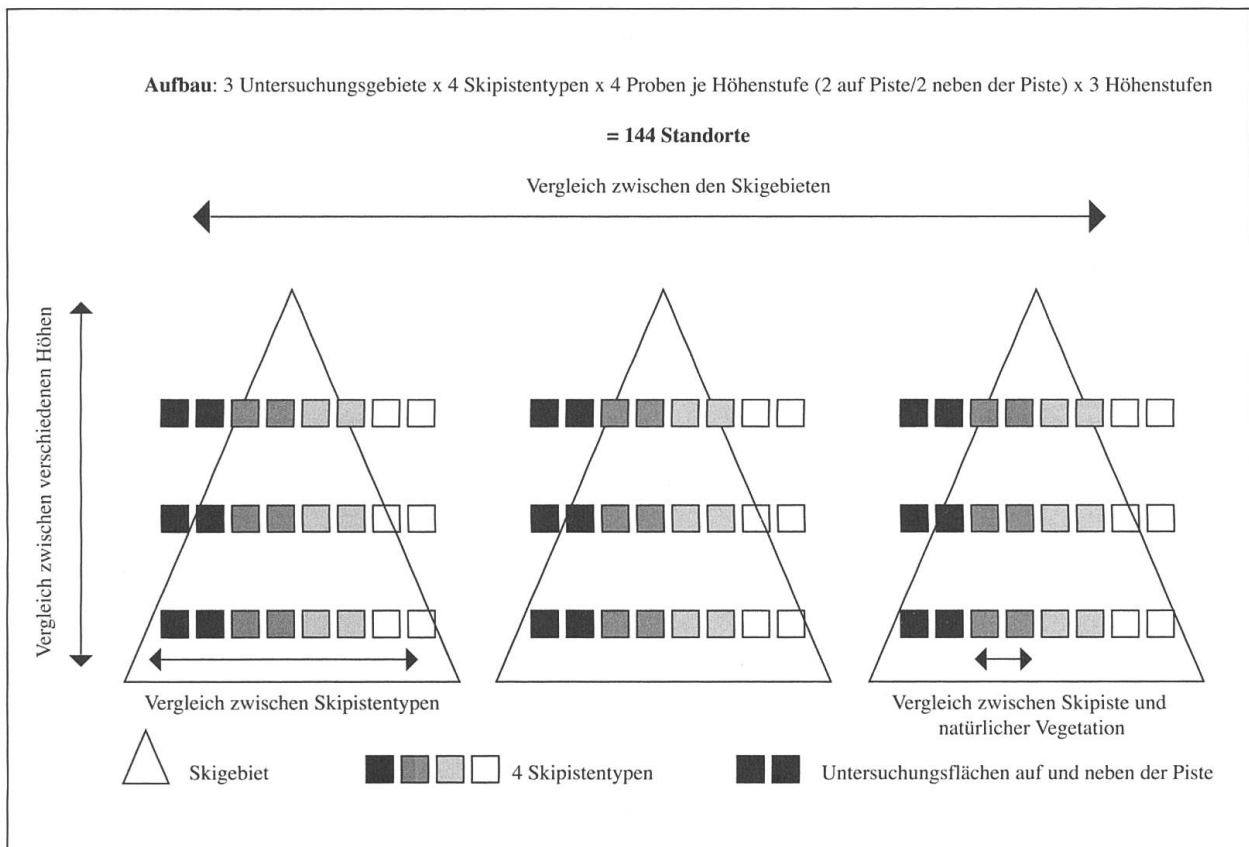 Aufbau: 3 Untersuchungsgebiete x 4 Skipistentypen x 4 Proben je Höhenstufe (2 auf Piste/2 neben der Piste) x 3 Höhenstufen
= 144 Standorte
Vergleich zwischen den Skigebieten
Vergleich zwischen verschiedenen Höhen
Vergleich zwischen Skipistentypen
Vergleich zwischen Skipiste und
natürlicher Vegetation
Skigebiet
4 Skipistentypen
Untersuchungsflächen auf und neben der Piste